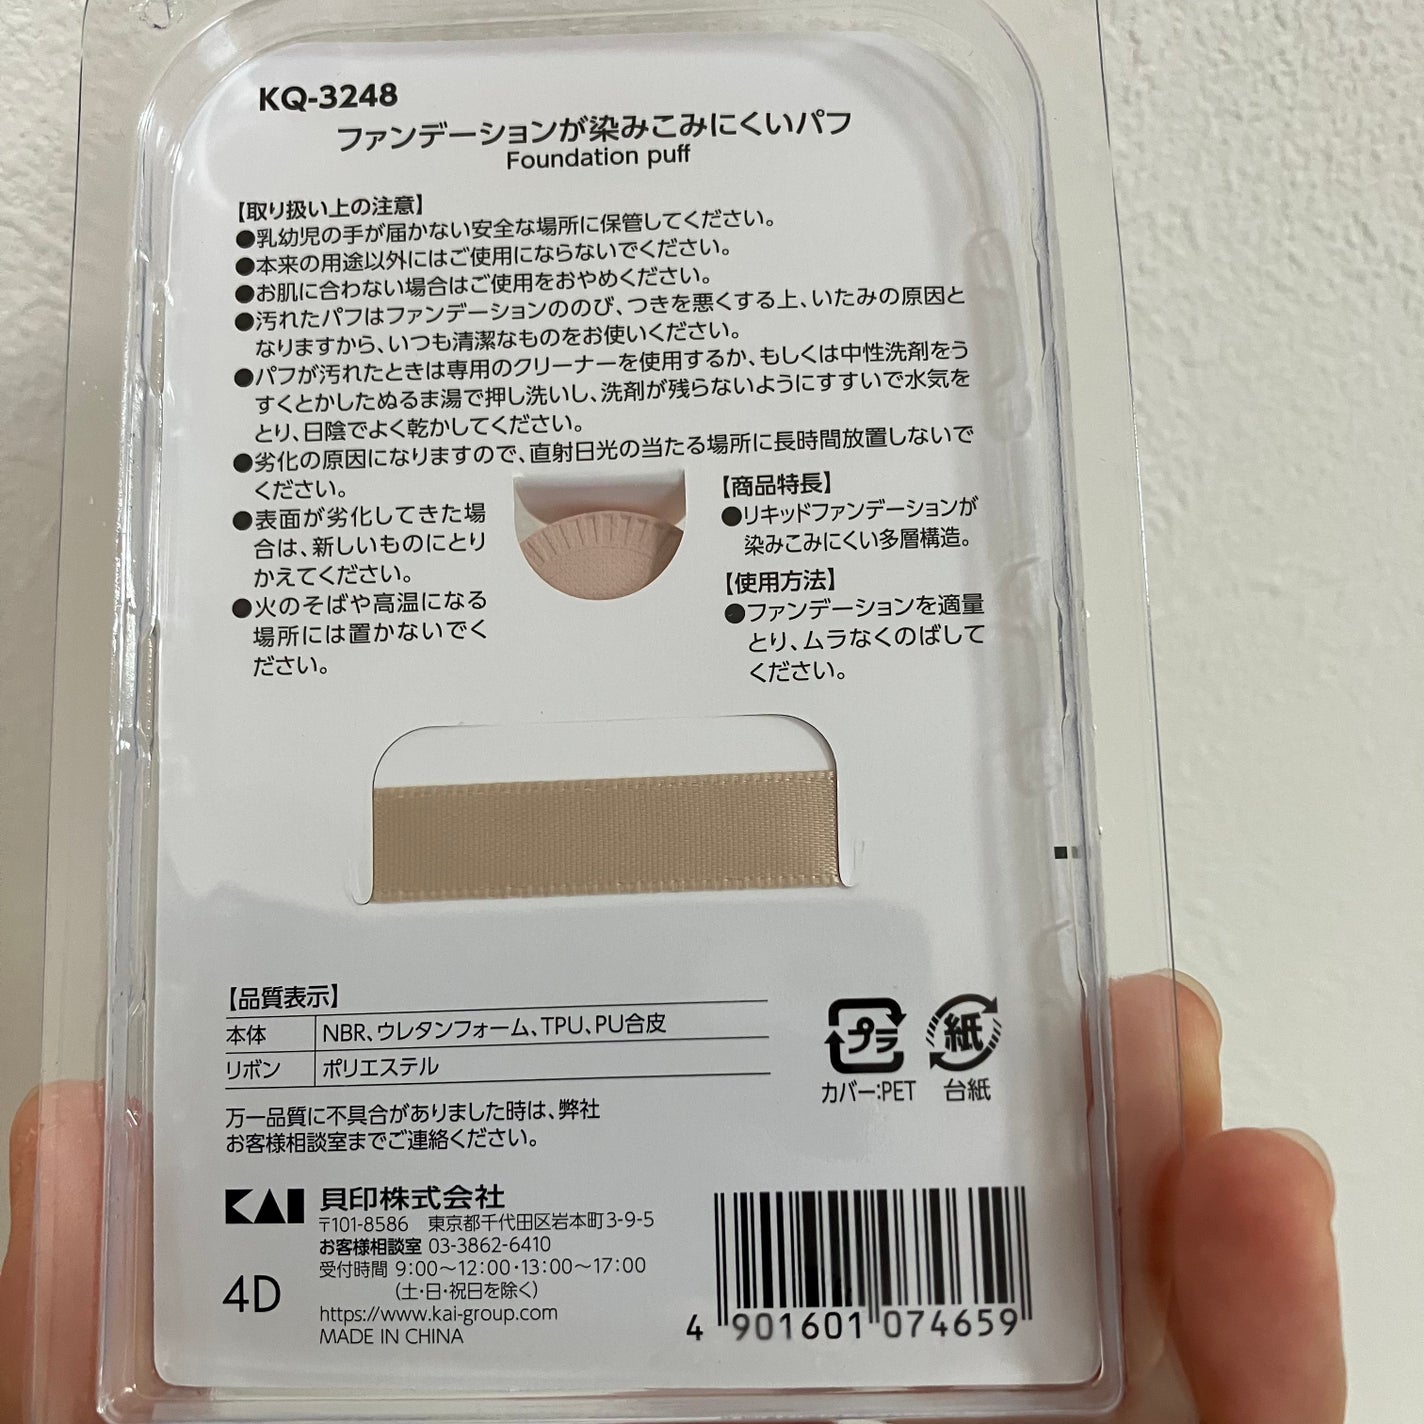 KQ-3248
ファンデーションが染みこみにくいパフ
Foundation puff
【取り扱い上の注意】
●乳幼児の手が届かない安全な場所に保管してください。
●本来の用途以外にはご使用にならないでください。
●お肌に合わない場合はご使用をおやめください。
●汚れたパフはファンデーションののび、つきを悪くする上、いたみの原因と
なりますから、いつも清潔なものをお使いください。
●パフが汚れたときは専用のクリーナーを使用するか、もしくは中性洗剤をう
すくとかしたぬるま湯で押し洗いし、洗剤が残らないようにすすいで水気を
とり、日陰でよく乾かしてください。
●劣化の原因になりますので、直射日光の当たる場所に長時間放置しないで
ください。
●表面が劣化してきた場
合は、新しいものにとり
かえてください。
●火のそばや高温になる
場所には置かないでく
ださい。
【商品特長】
●リキッドファンデーションが
染みこみにくい多層構造。
【使用方法】
●ファンデーションを適量
とり、ムラなくのばして
ください。
【品質表示】
本体 NBR、ウレタンフォーム、TPU、PU合皮
リボン ポリエステル
プラ 紙
カバー:PET 台紙
万一品質に不具合がありました時は、弊社
お客様相談室までご連絡ください。
KAI 貝印株式会社
〒101-8586 東京都千代田区岩本町3-9-5
お客様相談室 03-3862-6410
受付時間 9:00〜12:00・13:00〜17:00
(土・日・祝日を除く)
https://www.kai-group.com
MADE IN CHINA
4D
4 901601 074659